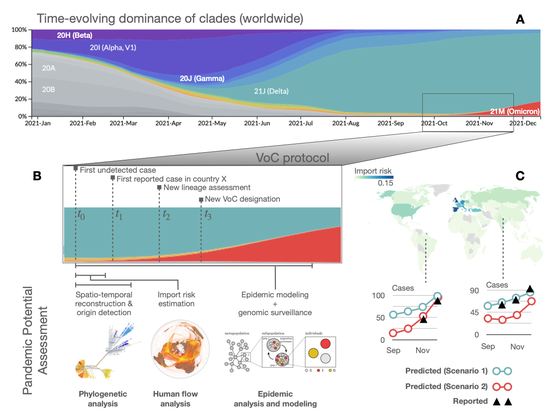 Time-evolving dominance of clades (worldwide)
A
100%
80%
60%
40%
20%
0%
20H (Beta)
20I (Alpha, V1)
20A
20B
20J (Gamma)
21J (Delta)
21M (Omicron)
2021-Jan
2021-Feb
2021-Mar
2021-Apr
2021-May
2021-Jun
2021-Jul
2021-Aug
2021-Sep
2021-Oct
2021-Nov
2021-Dec
VoC protocol
B
First undetected case
First reported case in country X
New lineage assessment
New VoC designation
t0
t1
t2
t3
Pandemic Potential
Assessment
Spatio-temporal
reconstruction &
origin detection
Import risk
estimation
Epidemic modeling
+
genomic surveillance
metapopulation
subpopulation
individuals
Phylogenetic
analysis
Human flow
analysis
Epidemic
analysis and modeling
C
Import risk
0.15
Cases
100
50
0
Sep
Nov
Cases
90
45
0
Sep
Nov
Predicted (Scenario 1)
Predicted (Scenario 2)
Reported